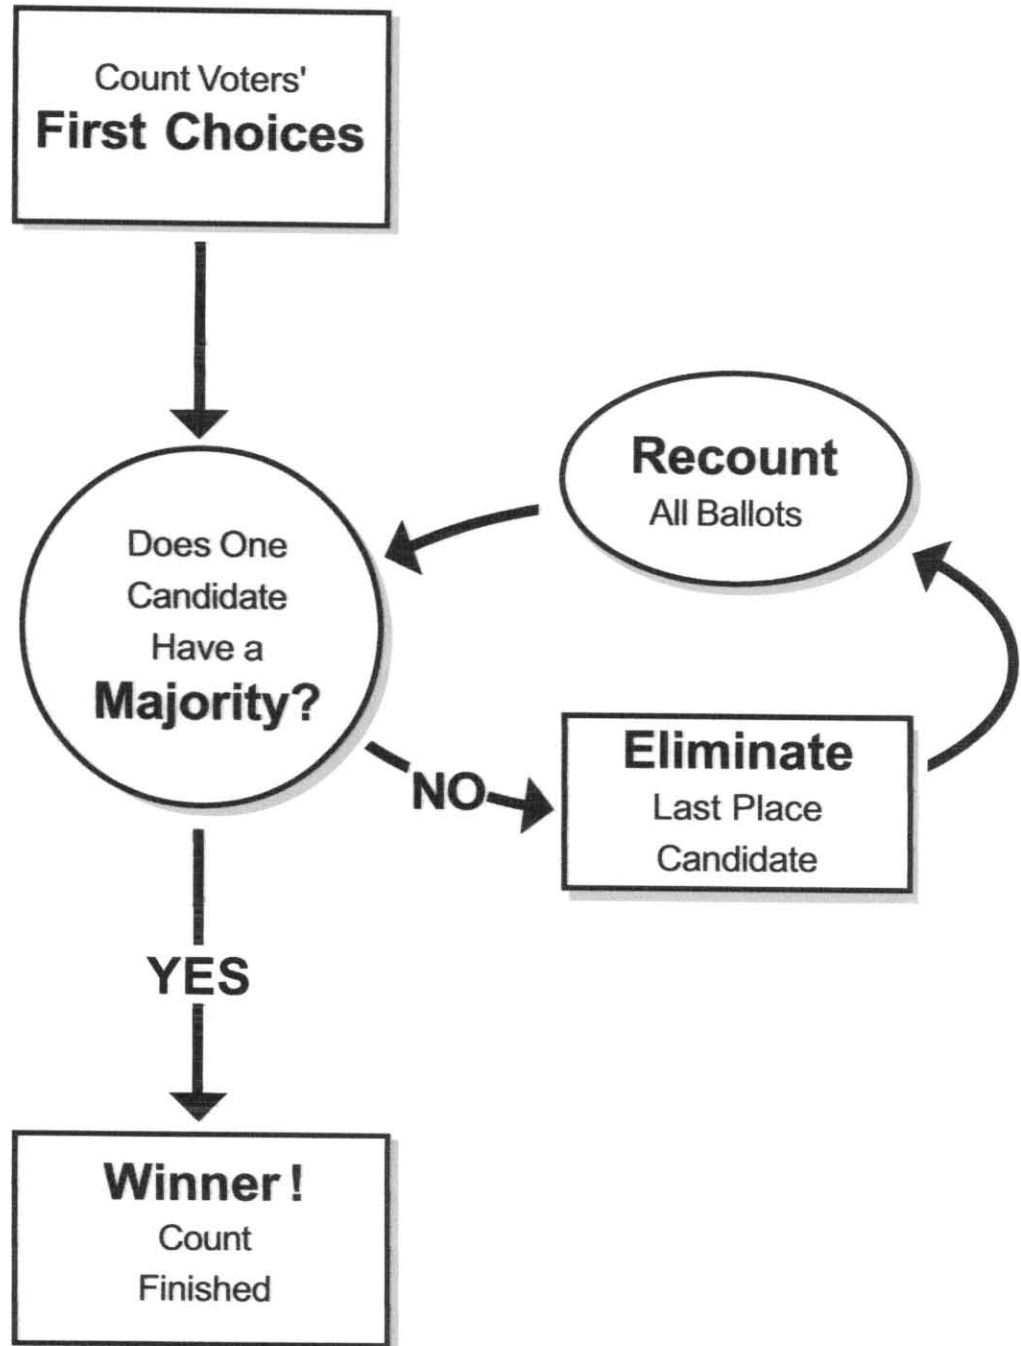 Count Voters'
First Choices
Does One
Candidate
Have a
Majority?
Recount
All Ballots
NO
Eliminate
Last Place
Candidate
YES
Winner!
Count
Finished